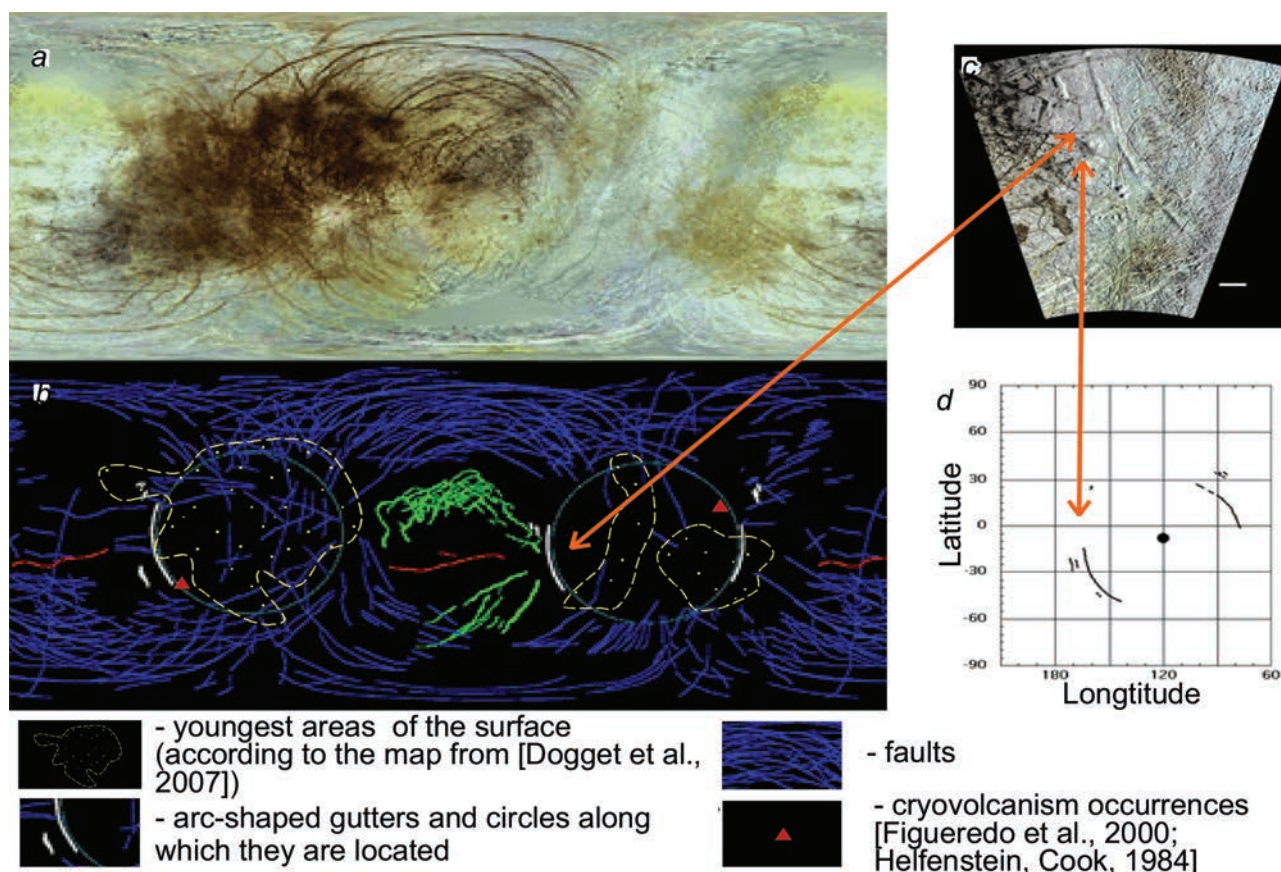 a
b
c
d
90
60
30
0
-30
-60
-90
Latitude
180
120
60
Longtitude
- youngest areas of the surface
(according to the map from [Dogget et al.,
2007])
- arc-shaped gutters and circles along
which they are located
- faults
- cryovolcanism occurrences
[Figueredo et al., 2000;
Helfenstein, Cook, 1984]